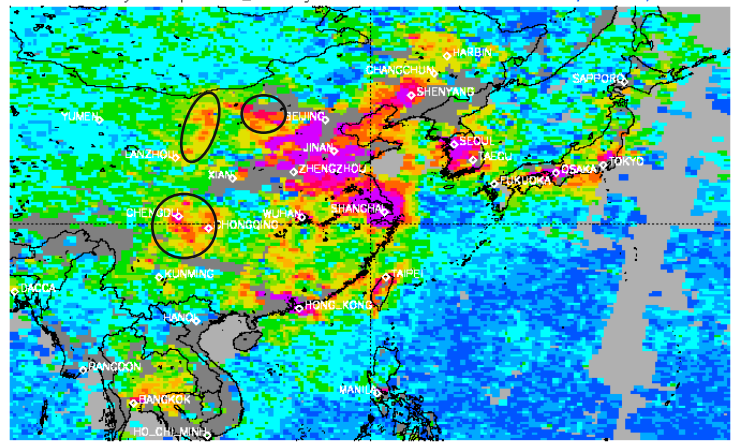 HARBIN
CHANGCHUN
SAPPORO
SHENYANG
YUMEN
BEIJING
SEOUL
JINAN
LANZHOU
TAEGU
TOKYO
ZHENGZHOU
OSAKA
XIAN
FUKUOKA
SHANGHAI
CHENGDU
WUHAN
CHONGQING
KUNMING
TAIPEI
DACCA
HONG_KONG
HANOI
RANGOON
MANILA
BANGKOK
HO_CHI_MINH